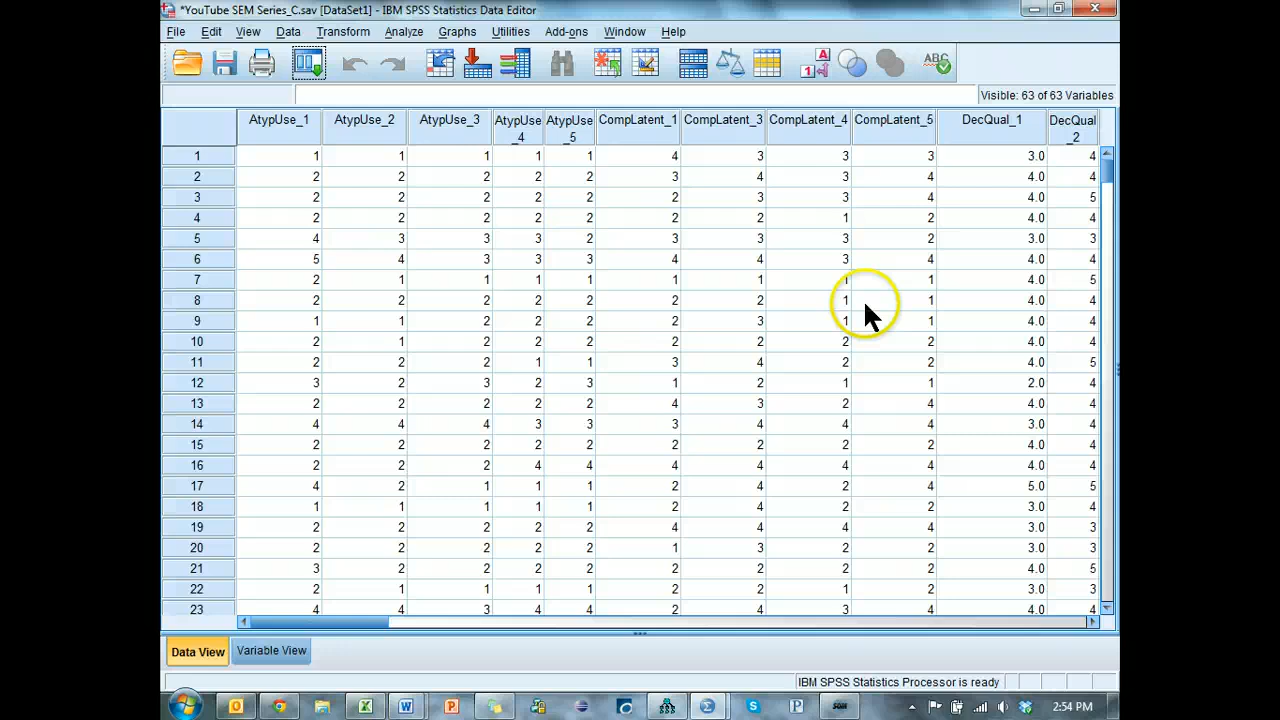 *YouTube SEM Series_C.sav [DataSet1] - IBM SPSS Statistics Data Editor
File Edit View Data Transform Analyze Graphs Utilities Add-ons Window Help
Visible: 63 of 63 Variables
AtypUse_1 AtypUse_2 AtypUse_3 AtypUse_4 AtypUse_5 CompLatent_1 CompLatent_3 CompLatent_4 CompLatent_5 DecQual_1 DecQual_2
1 1 1 1 1 1 4 3 3 3 3.0 4
2 2 2 2 2 2 3 4 3 4 4.0 4
3 2 2 2 2 2 2 3 3 4 4.0 5
4 2 2 2 2 2 2 2 1 2 4.0 4
5 4 3 3 3 2 3 3 3 2 3.0 3
6 5 4 3 3 3 4 4 3 4 4.0 4
7 2 1 1 1 1 1 1 1 1 4.0 5
8 2 2 2 2 2 2 2 1 1 4.0 4
9 1 1 2 2 2 2 3 1 1 4.0 4
10 2 1 2 2 2 2 2 2 2 4.0 4
11 2 2 2 1 1 3 4 2 2 4.0 5
12 3 2 3 2 3 1 2 1 1 2.0 4
13 2 2 2 2 2 4 3 2 4 4.0 4
14 4 4 4 3 3 3 4 4 4 3.0 4
15 2 2 2 2 2 2 2 2 2 4.0 4
16 2 2 2 4 4 4 4 4 4 4.0 4
17 4 2 1 1 1 2 4 2 4 5.0 5
18 1 1 1 1 1 2 4 2 2 3.0 4
19 2 2 2 2 2 4 4 4 4 3.0 3
20 2 2 2 2 2 1 3 2 2 3.0 3
21 3 2 2 2 2 2 2 2 2 4.0 5
22 2 1 1 1 1 2 2 1 2 3.0 3
23 4 4 3 4 4 2 4 3 4 4.0 4
Data View Variable View
IBM SPSS Statistics Processor is ready
2:54 PM